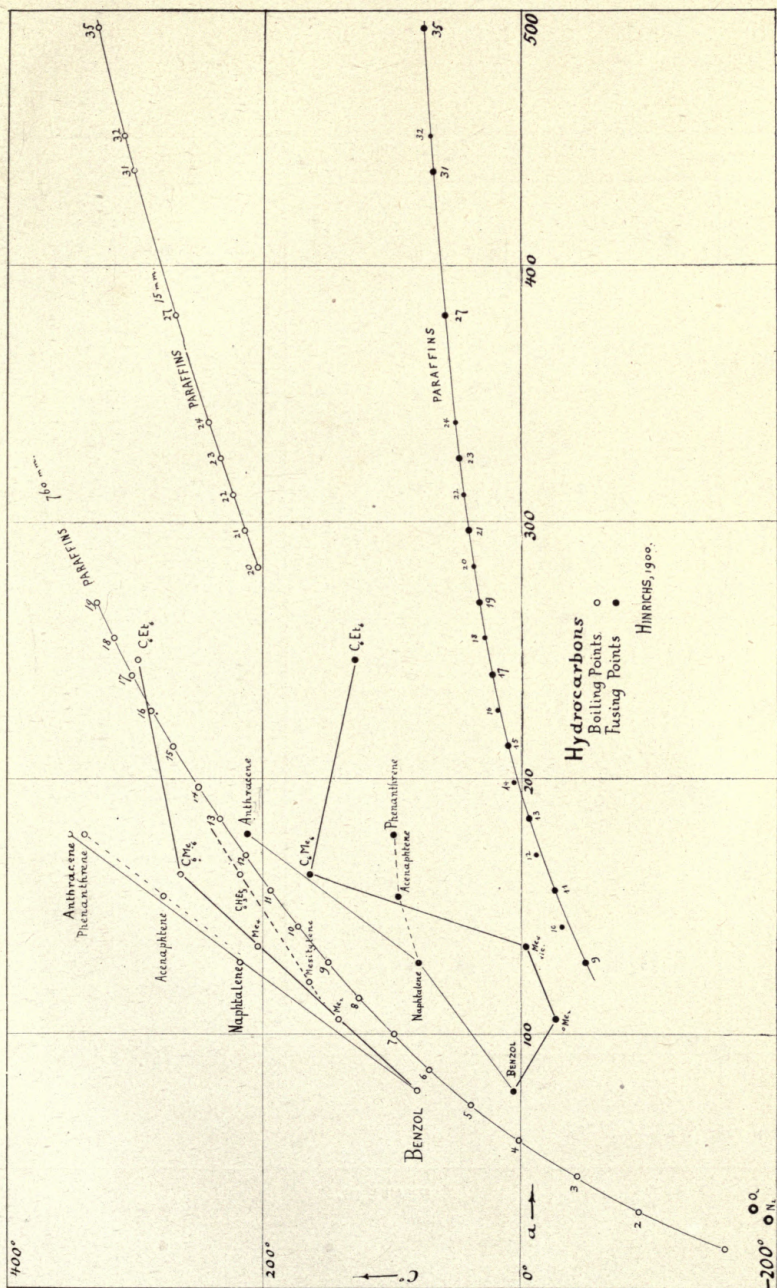 400°
200°
0°
-200°
C°
a
100
200
300
400
500
Hydrocarbons
Boiling Points.
Fusing Points
HINRICHS, 1900.
PARAFFINS 760 mm.
PARAFFINS 15 mm.
PARAFFINS
2
3
4
5
6
7
8
9
10
11
12
13
14
15
16
17
18
19
20
21
22
23
24
27
31
32
35
9
10
11
12
13
14
15
16
17
18
19
20
21
22
23
24
27
31
32
35
Anthracene
Phenanthrene
Acenaphtene
Naphtalene
BENZOL
Me₂
Mesitylene
Me₄
C₆Et₆
Anthracene
C₆Me₆
C₆Et₆
Phenanthrene
Acenaphtene
Naphtalene
BENZOL
Me₄
vic.
oMe₂
O₂
N₂